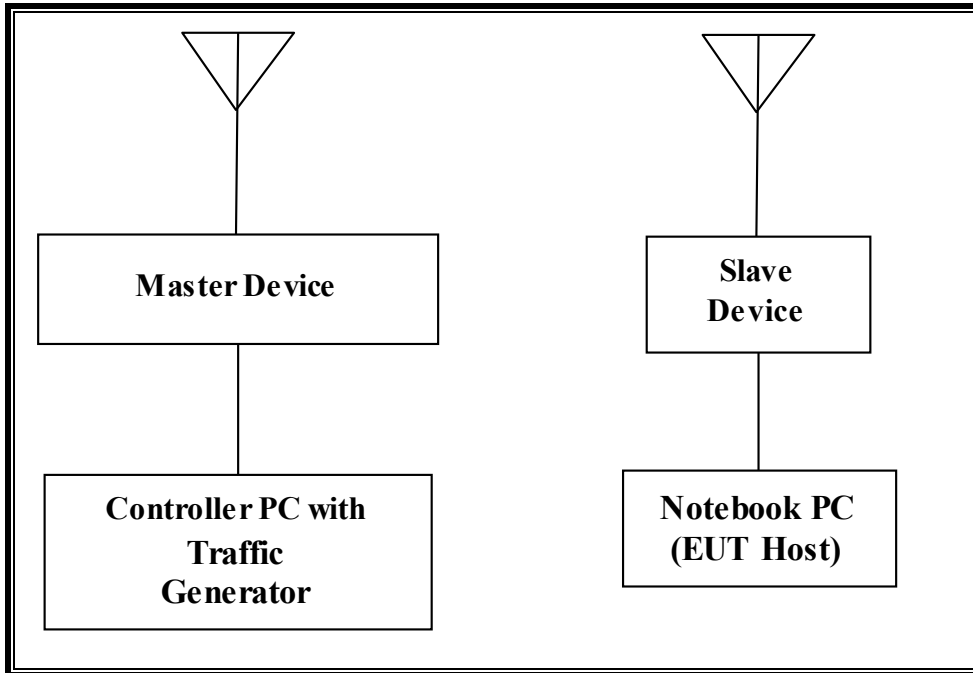 Master Device
Slave
Device
Controller PC with
Traffic
Generator
Notebook PC
(EUT Host)